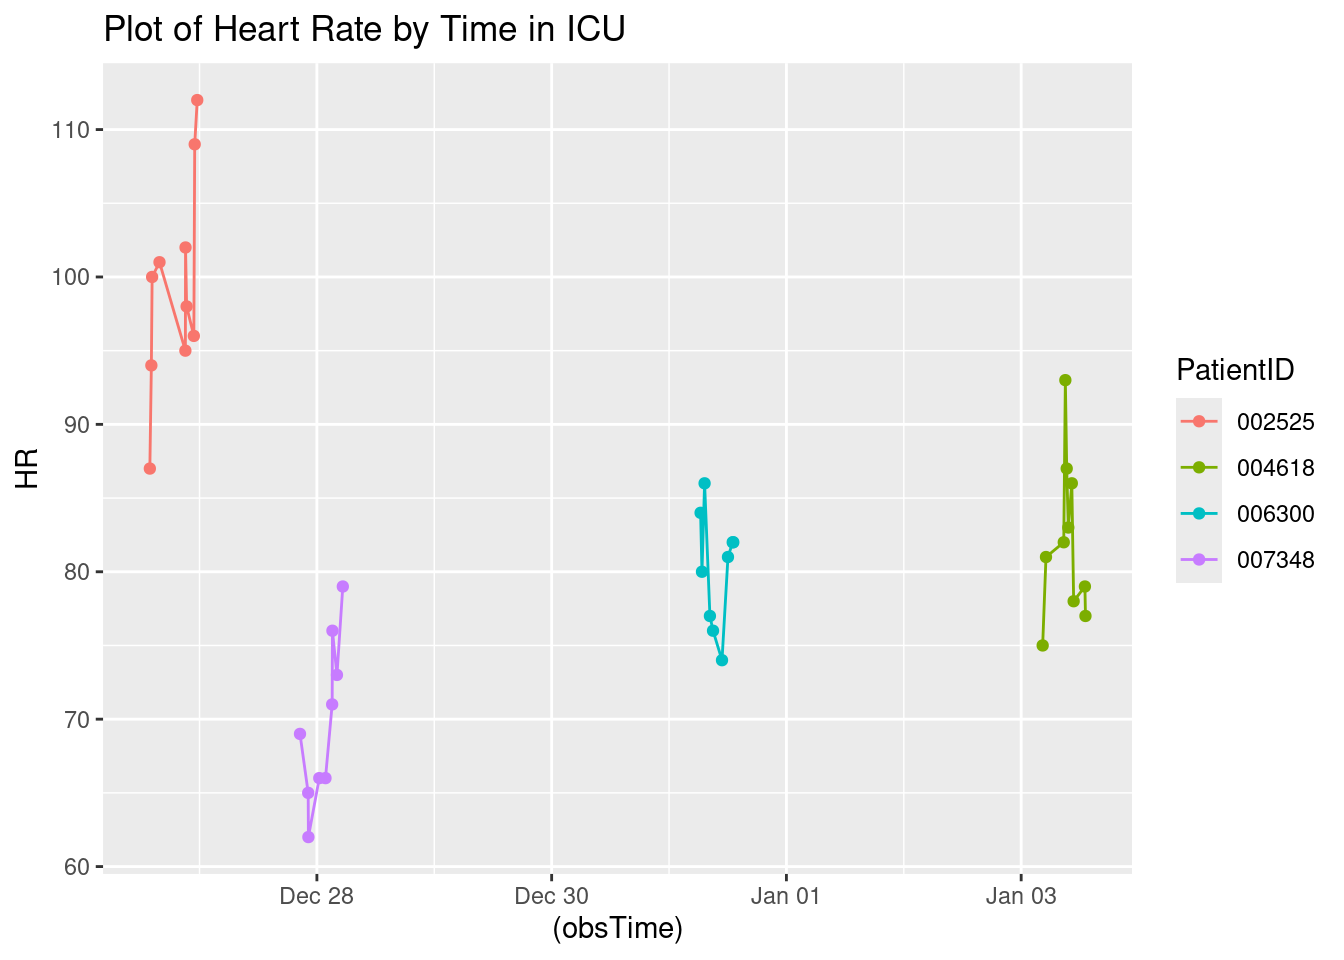 Plot of Heart Rate by Time in ICU
110
100
90
80
70
60
HR
Dec 28
Dec 30
Jan 01
Jan 03
(obsTime)
PatientID
002525
004618
006300
007348